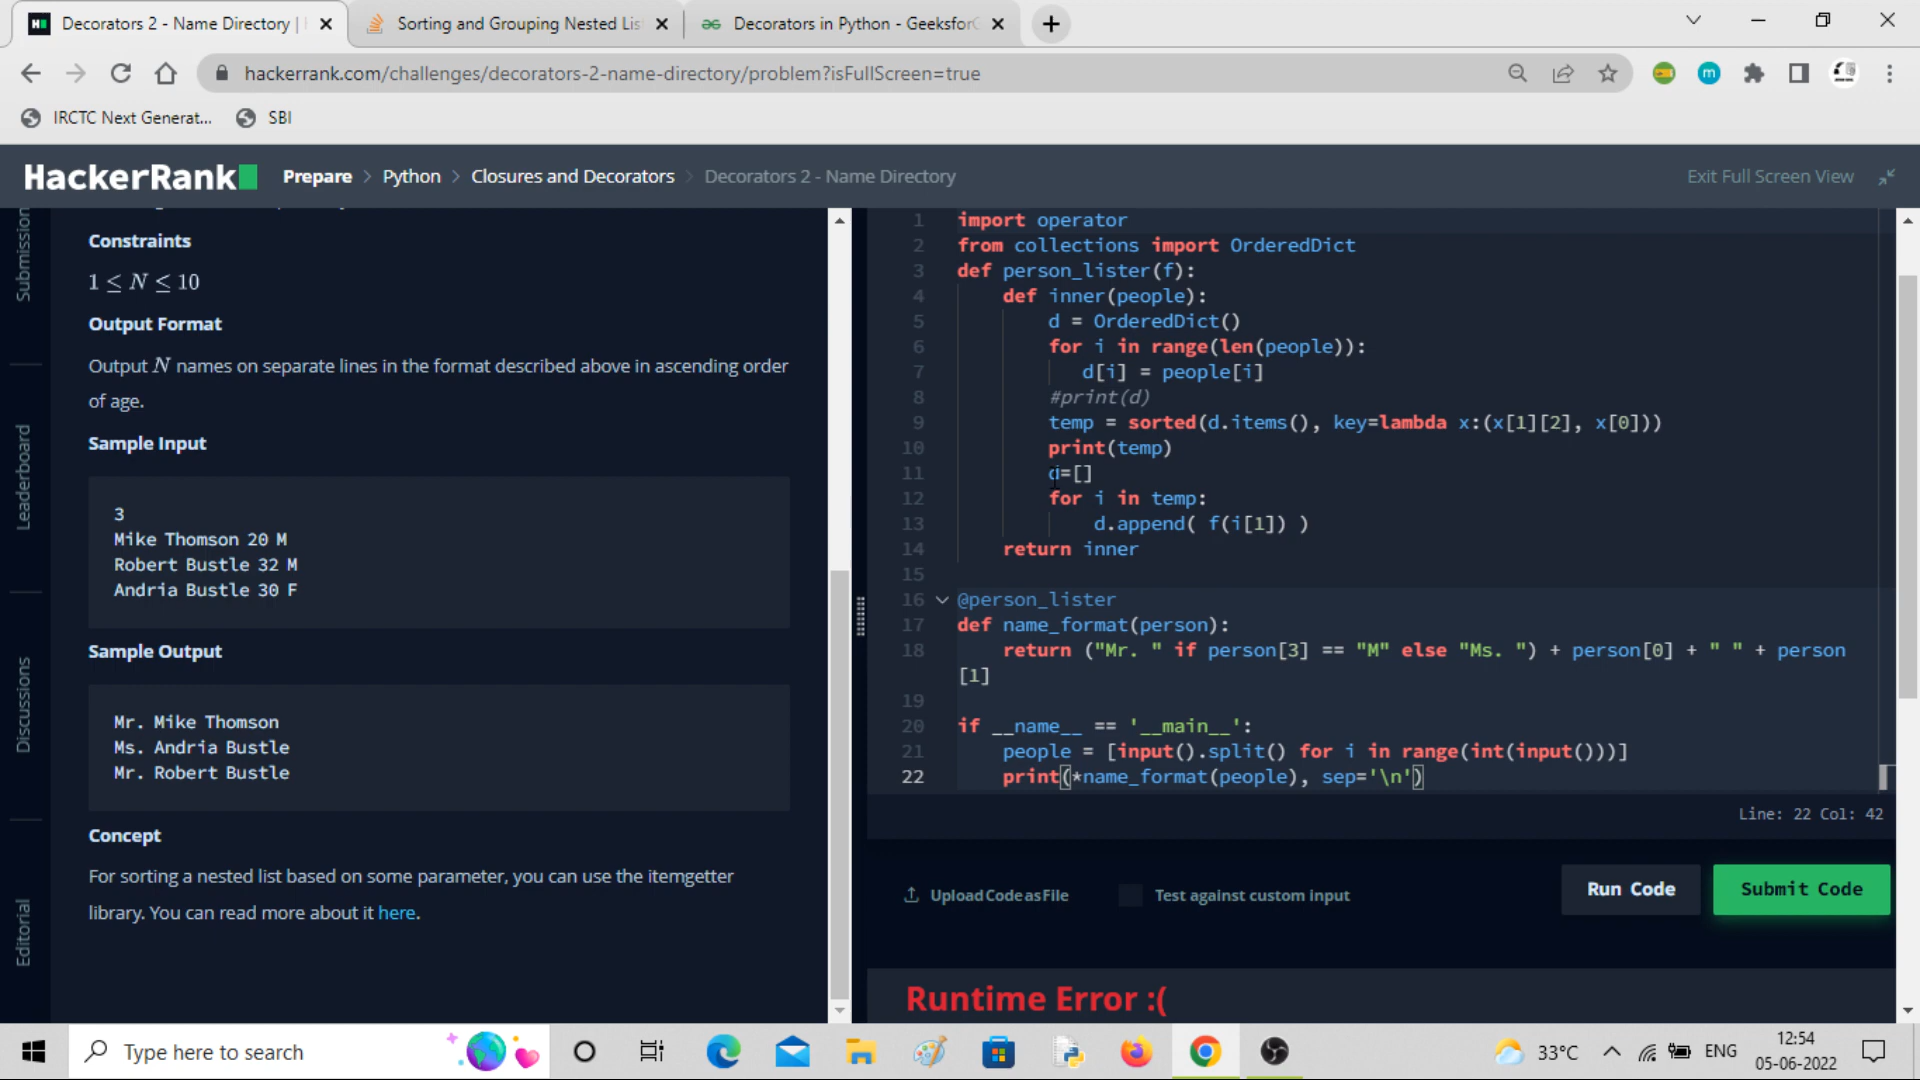 Decorators 2 - Name Directory |
Sorting and Grouping Nested Lis
Decorators in Python - GeeksforG
hackerrank.com/challenges/decorators-2-name-directory/problem?isFullScreen=true
IRCTC Next Generat...
SBI
HackerRank
Prepare > Python > Closures and Decorators > Decorators 2 - Name Directory
Exit Full Screen View
Submission
Leaderboard
Discussions
Editorial
Constraints
1 ≤ N ≤ 10
Output Format
Output N names on separate lines in the format described above in ascending order
of age.
Sample Input
3
Mike Thomson 20 M
Robert Bustle 32 M
Andria Bustle 30 F
Sample Output
Mr. Mike Thomson
Ms. Andria Bustle
Mr. Robert Bustle
Concept
For sorting a nested list based on some parameter, you can use the itemgetter
library. You can read more about it here.
1 import operator
2 from collections import OrderedDict
3 def person_lister(f):
4 def inner(people):
5 d = OrderedDict()
6 for i in range(len(people)):
7 d[i] = people[i]
8 #print(d)
9 temp = sorted(d.items(), key=lambda x:(x[1][2], x[0]))
10 print(temp)
11 d=[]
12 for i in temp:
13 d.append( f(i[1]) )
14 return inner
15
16 @person_lister
17 def name_format(person):
18 return ("Mr. " if person[3] == "M" else "Ms. ") + person[0] + " " + person
[1]
19
20 if __name__ == '__main__':
21 people = [input().split() for i in range(int(input()))]
22 print(*name_format(people), sep='\n')
Line: 22 Col: 42
Upload Code as File
Test against custom input
Run Code
Submit Code
Runtime Error :(
Type here to search
33°C
ENG
12:54
05-06-2022